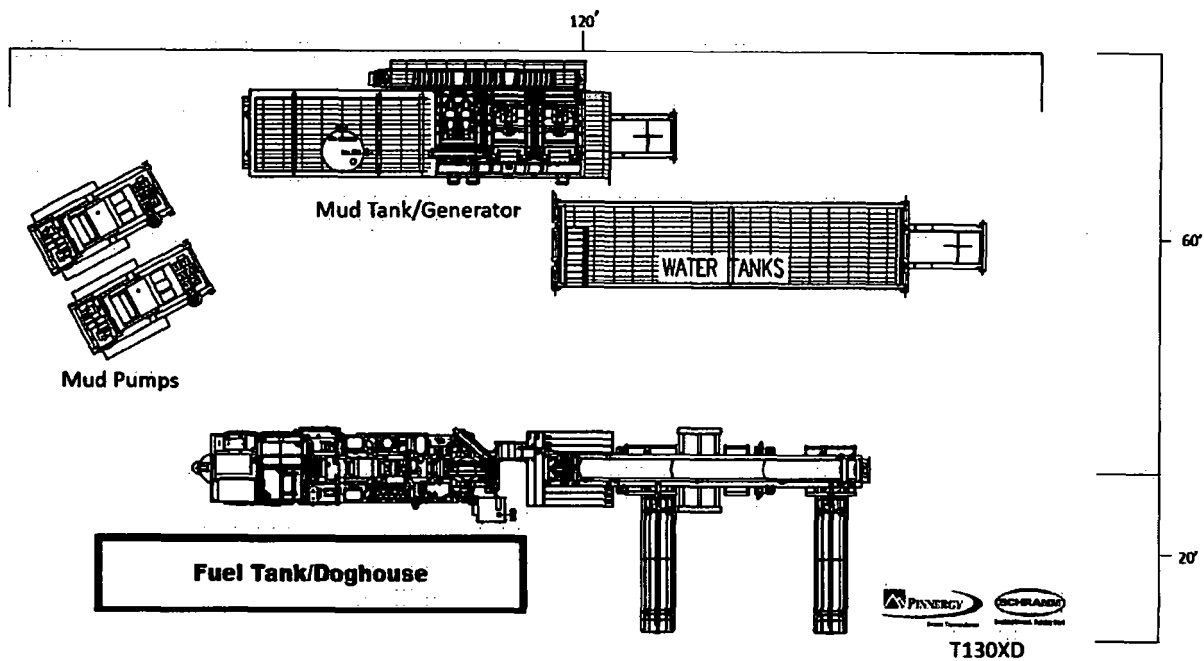 120'
Mud Tank/Generator
60'
WATER TANKS
Mud Pumps
Fuel Tank/Doghouse
20'
PINNERGY
SCHRAMM
T130XD